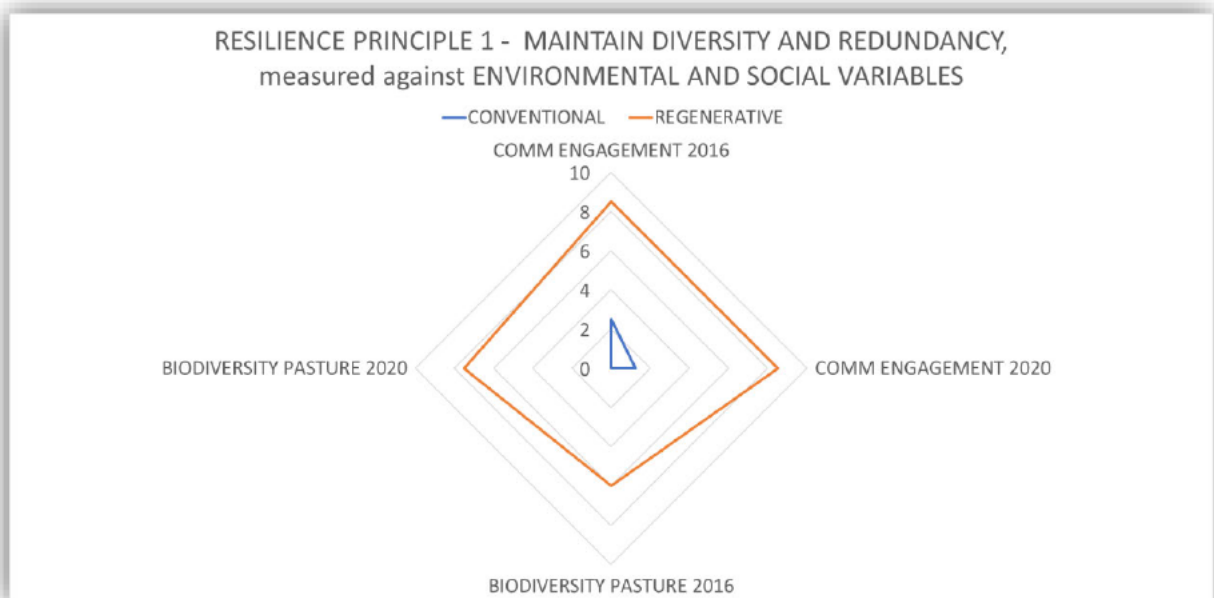 RESILIENCE PRINCIPLE 1 - MAINTAIN DIVERSITY AND REDUNDANCY,
measured against ENVIRONMENTAL AND SOCIAL VARIABLES
CONVENTIONAL REGENERATIVE
COMM ENGAGEMENT 2016
10
8
6
4
2
0
BIODIVERSITY PASTURE 2020
COMM ENGAGEMENT 2020
BIODIVERSITY PASTURE 2016